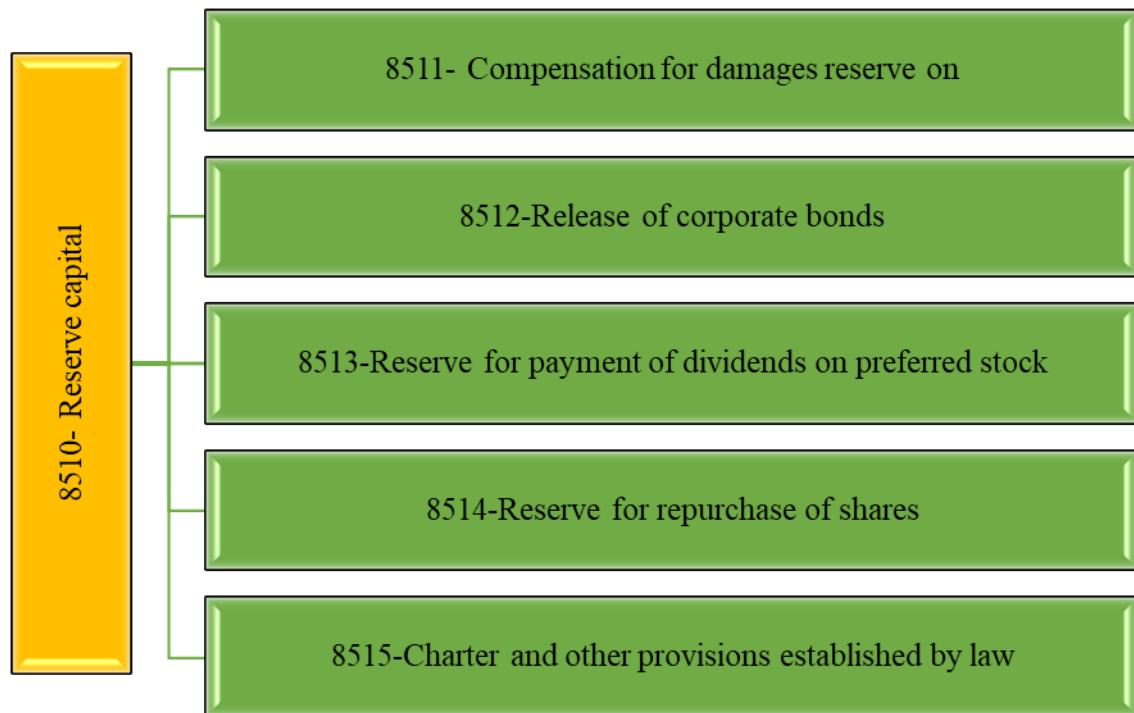 8510- Reserve capital
8511- Compensation for damages reserve on
8512-Release of corporate bonds
8513-Reserve for payment of dividends on preferred stock
8514-Reserve for repurchase of shares
8515-Charter and other provisions established by law